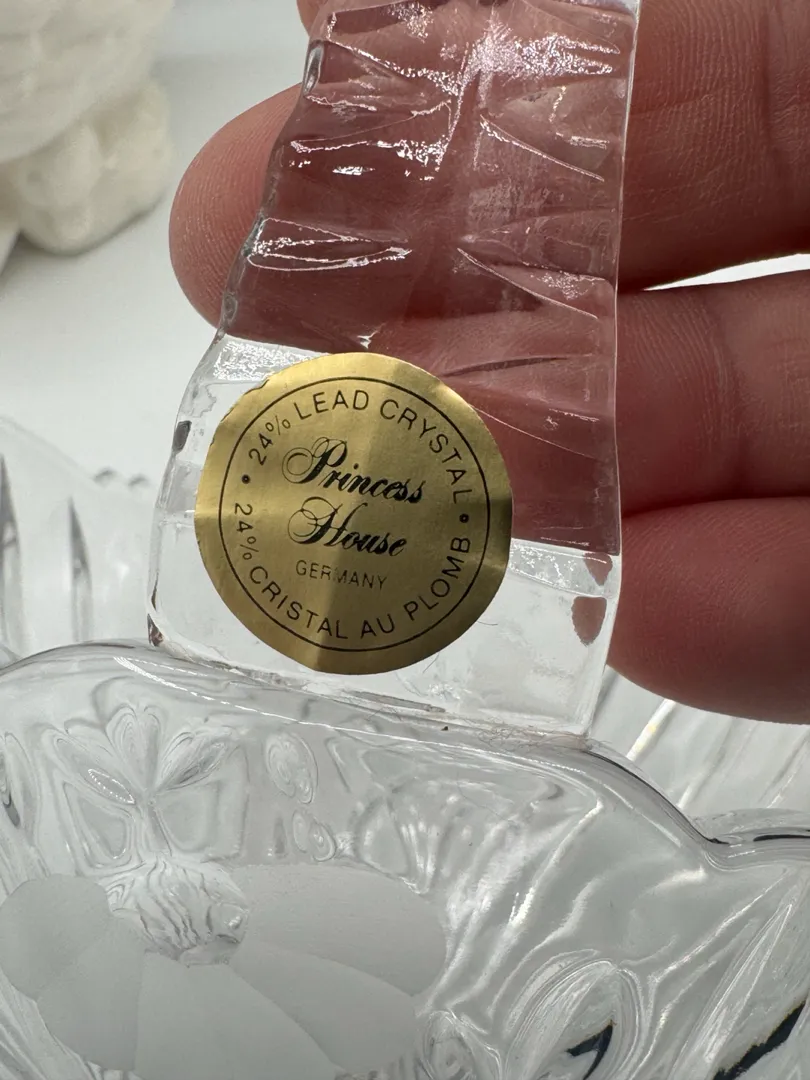 24% LEAD CRYSTAL
Princess
House
GERMANY
24% CRISTAL AU PLOMB